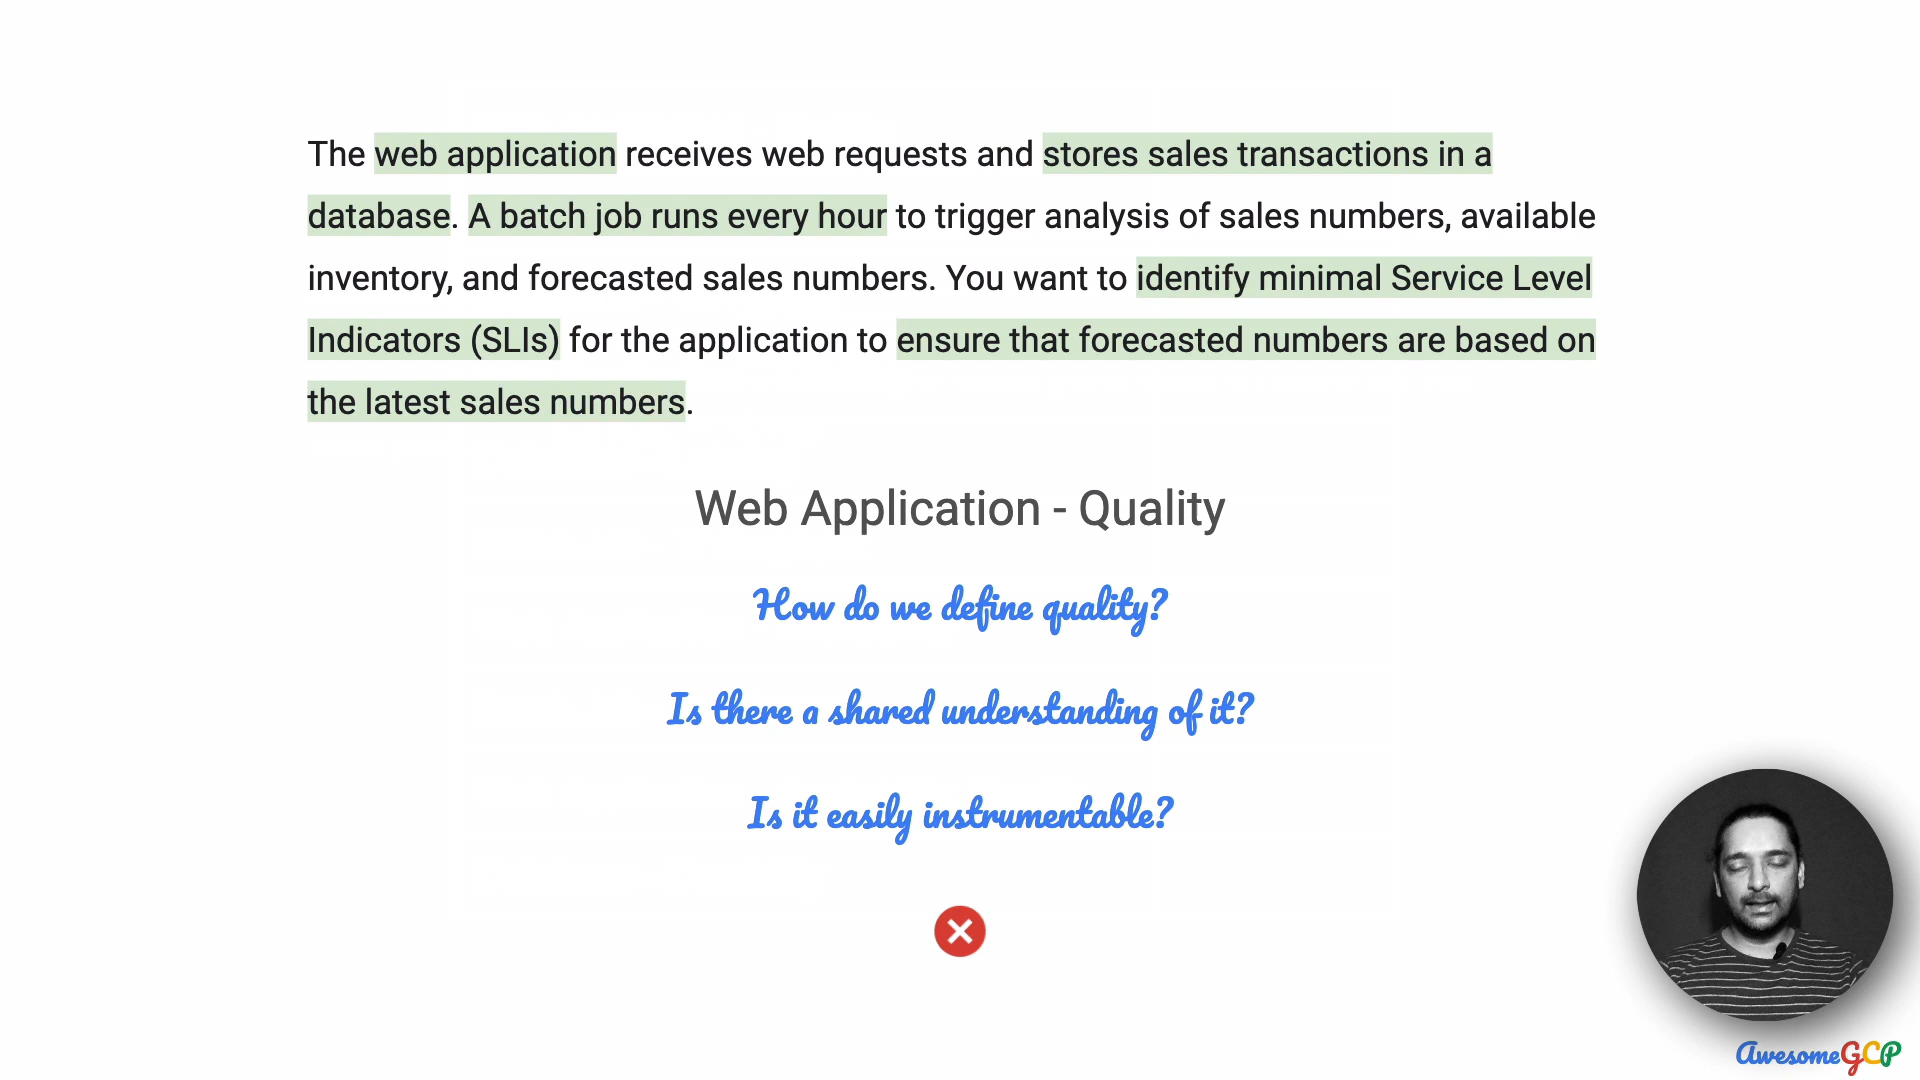 The web application receives web requests and stores sales transactions in a
database. A batch job runs every hour to trigger analysis of sales numbers, available
inventory, and forecasted sales numbers. You want to identify minimal Service Level
Indicators (SLIs) for the application to ensure that forecasted numbers are based on
the latest sales numbers.
Web Application - Quality
How do we define quality?
Is there a shared understanding of it?
Is it easily instrumentable?
AwesomeGCP